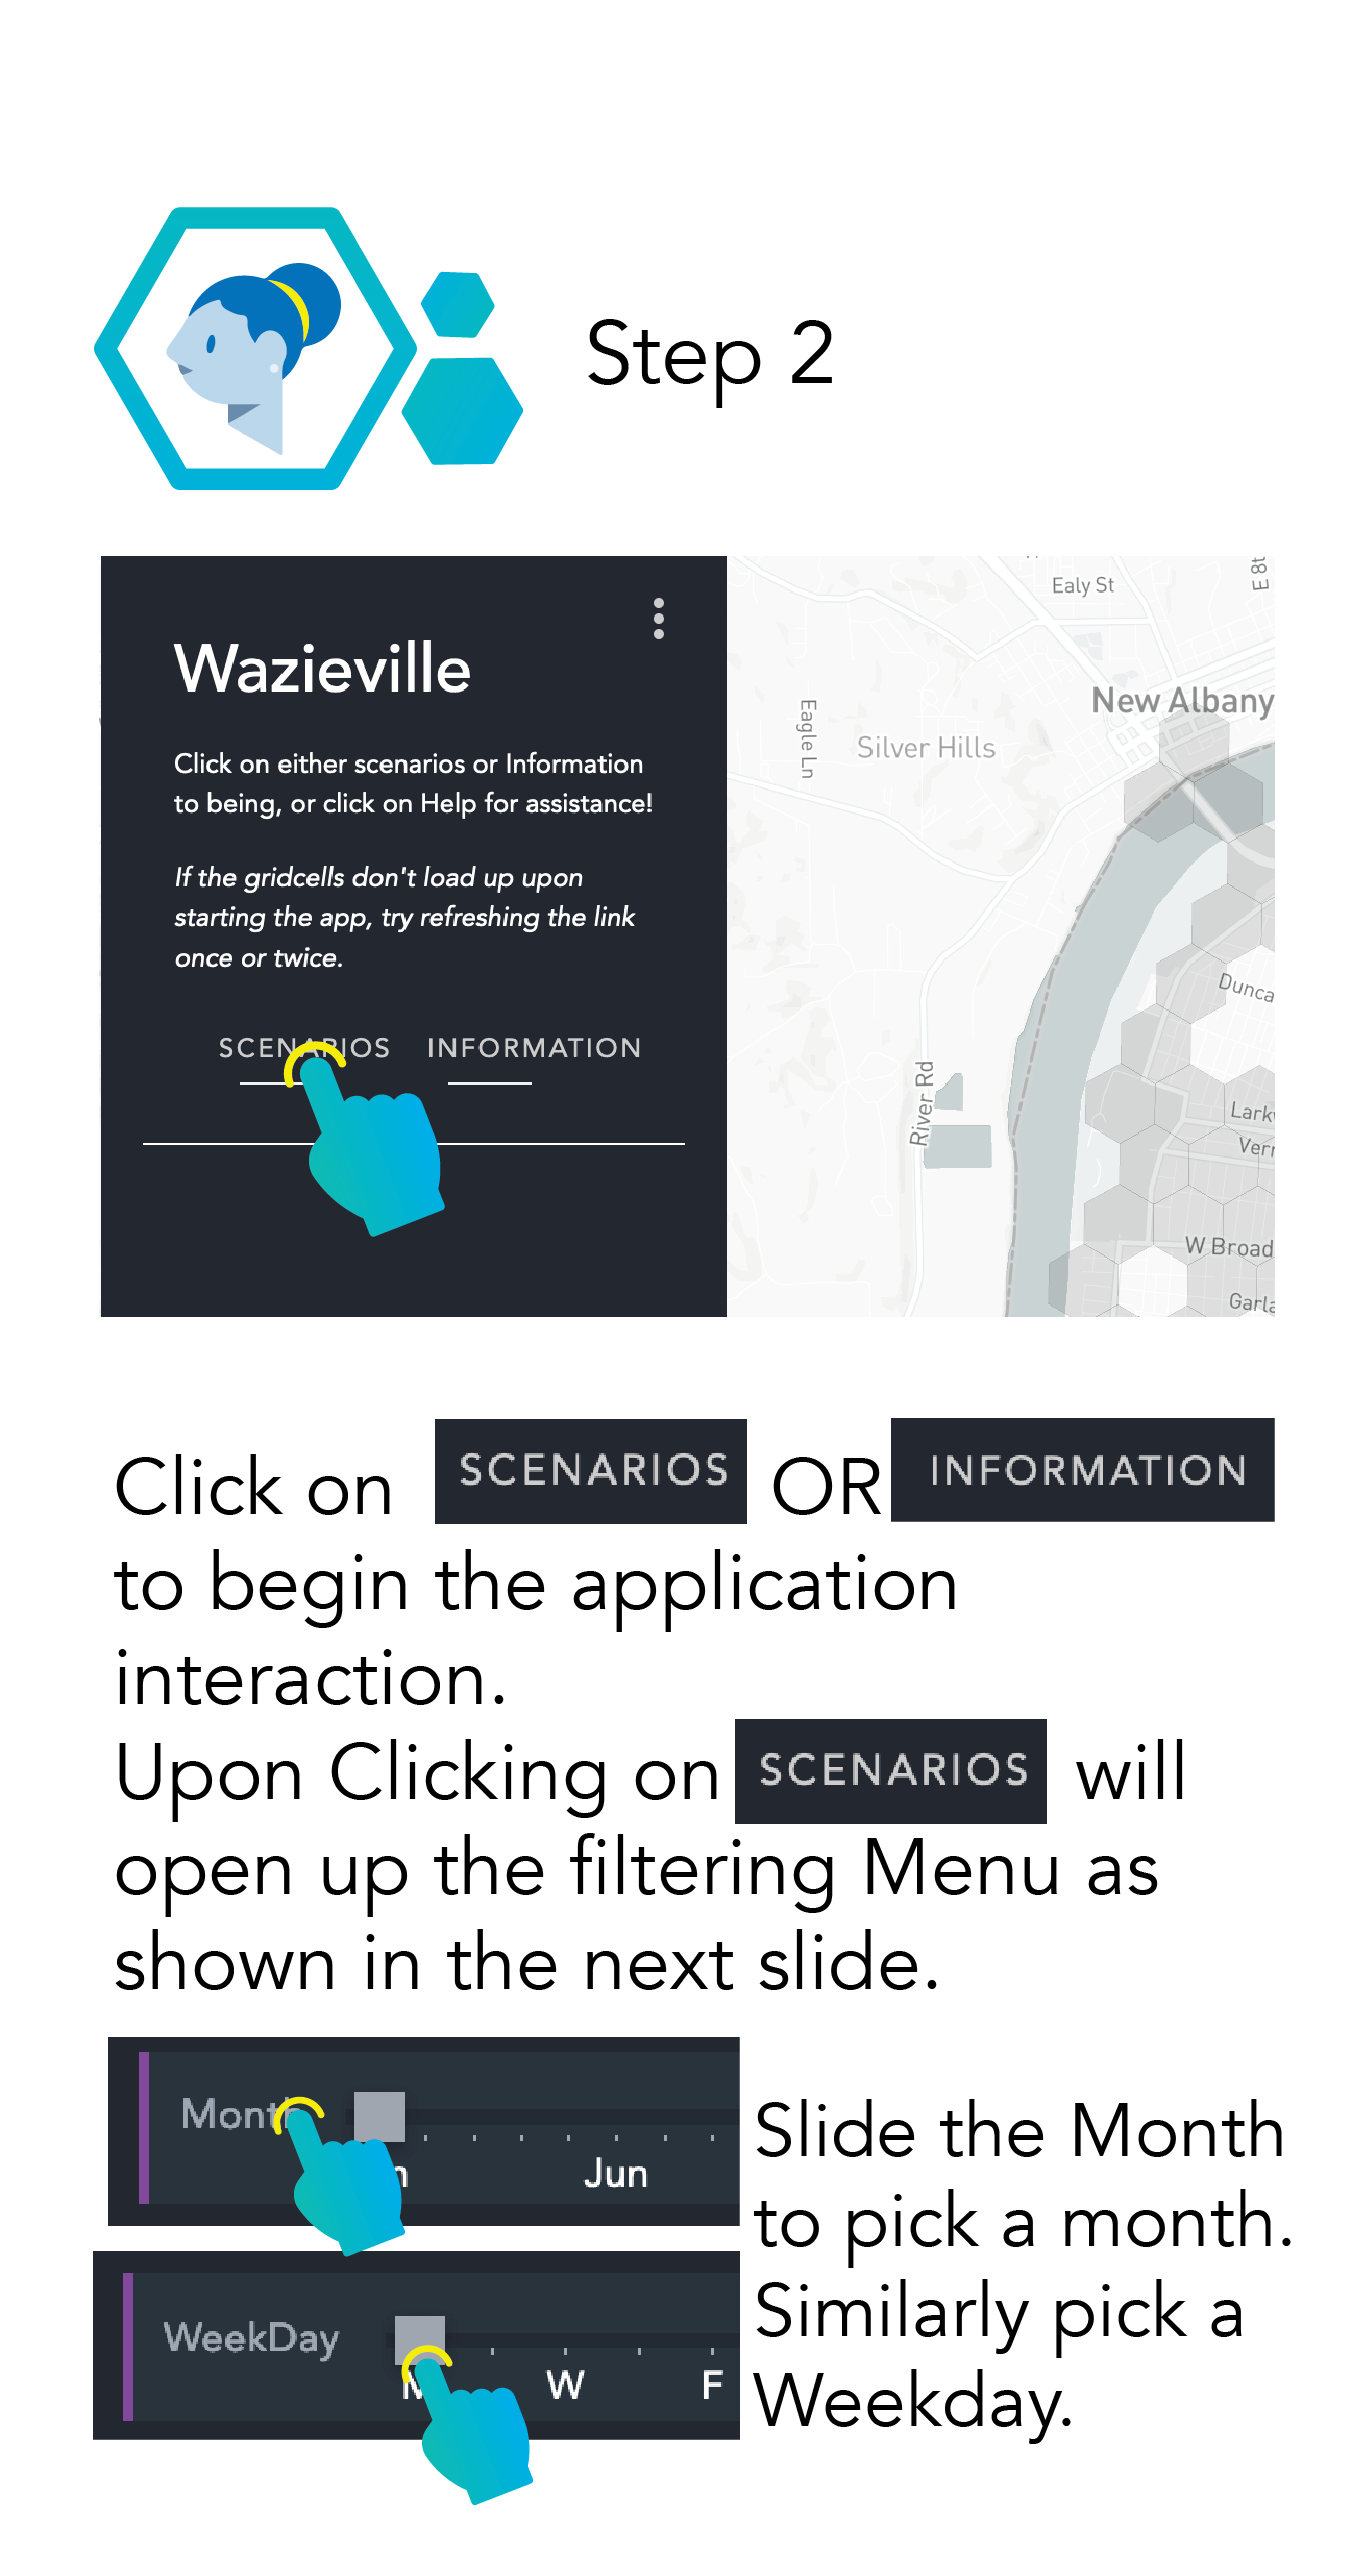 Step 2
Wazieville
Click on either scenarios or Information
to being, or click on Help for assistance!
If the gridcells don't load up upon
starting the app, try refreshing the link
once or twice.
SCENARIOS INFORMATION
Ealy St
E 8t
New Albany
Eagle Ln
Silver Hills
Dunca
River Rd
Lark
Verr
W Broad
Garla
Click on SCENARIOS OR INFORMATION
to begin the application
interaction.
Upon Clicking on SCENARIOS will
open up the filtering Menu as
shown in the next slide.
Month
Jun
WeekDay
M W F
Slide the Month
to pick a month.
Similarly pick a
Weekday.